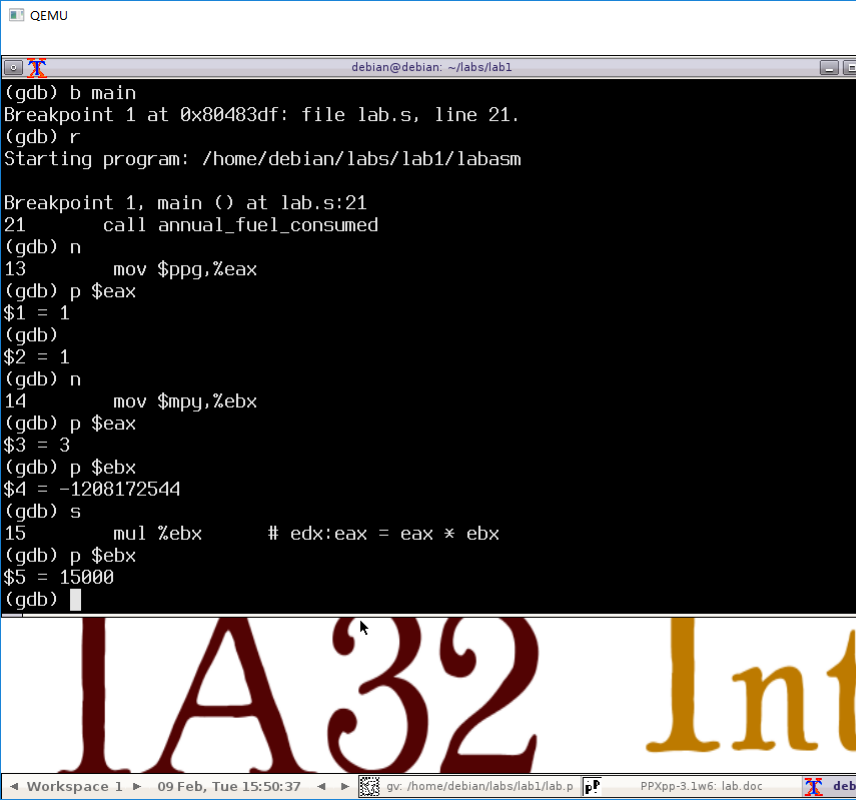 QEMU
debian@debian: ~/labs/lab1
(gdb) b main
Breakpoint 1 at 0x80483df: file lab.s, line 21.
(gdb) r
Starting program: /home/debian/labs/lab1/labasm
Breakpoint 1, main () at lab.s:21
21       call annual_fuel_consumed
(gdb) n
13        mov $ppg,%eax
(gdb) p $eax
$1 = 1
(gdb)
$2 = 1
(gdb) n
14        mov $mpy,%ebx
(gdb) p $eax
$3 = 3
(gdb) p $ebx
$4 = -1208172544
(gdb) s
15        mul %ebx      # edx:eax = eax * ebx
(gdb) p $ebx
$5 = 15000
(gdb)
IA32 Int
Workspace 1 09 Feb, Tue 15:50:37 gv: /home/debian/labs/lab1/lab.p PPXpp-3.1w6: lab.doc deb